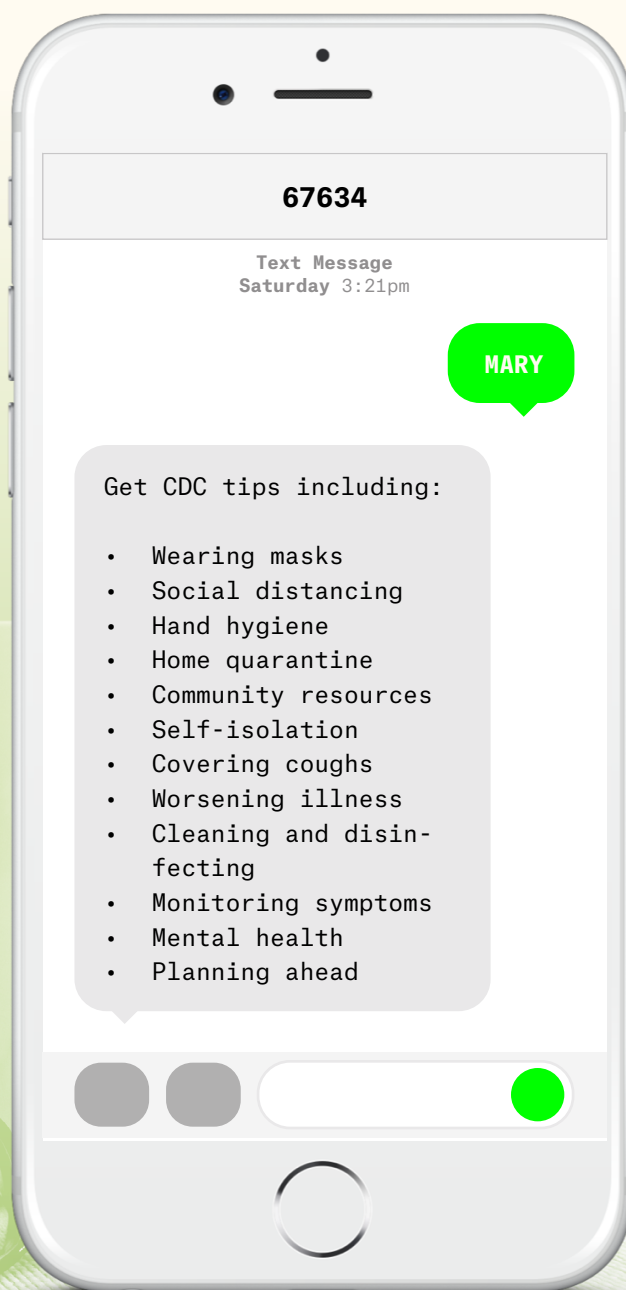 67634
Text Message
Saturday 3:21pm
MARY
Get CDC tips including:
• Wearing masks
• Social distancing
• Hand hygiene
• Home quarantine
• Community resources
• Self-isolation
• Covering coughs
• Worsening illness
• Cleaning and disin-
fecting
• Monitoring symptoms
• Mental health
• Planning ahead